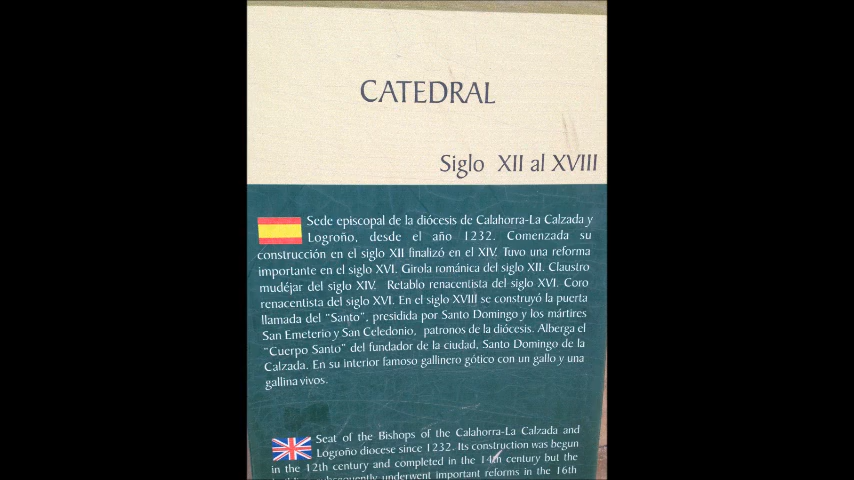 CATEDRAL
Siglo XII al XVIII
Sede episcopal de la diócesis de Calahorra-La Calzada y
Logroño, desde el año 1232. Comenzada su
construcción en el siglo XII finalizó en el XIV. Tuvo una reforma
importante en el siglo XVI. Girola románica del siglo XII. Claustro
mudéjar del siglo XIV. Retablo renacentista del siglo XVI. Coro
renacentista del siglo XVI. En el siglo XVIII se construyó la puerta
llamada del "Santo", presidida por Santo Domingo y los mártires
San Emeterio y San Celedonio, patronos de la diócesis. Alberga el
"Cuerpo Santo" del fundador de la ciudad, Santo Domingo de la
Calzada. En su interior famoso gallinero gótico con un gallo y una
gallina vivos.
Seat of the Bishops of the Calahorra-La Calzada and
Logroño diocese since 1232. Its construction was begun
in the 12th century and completed in the 14th century but the
subsequently underwent important reforms in the 16th